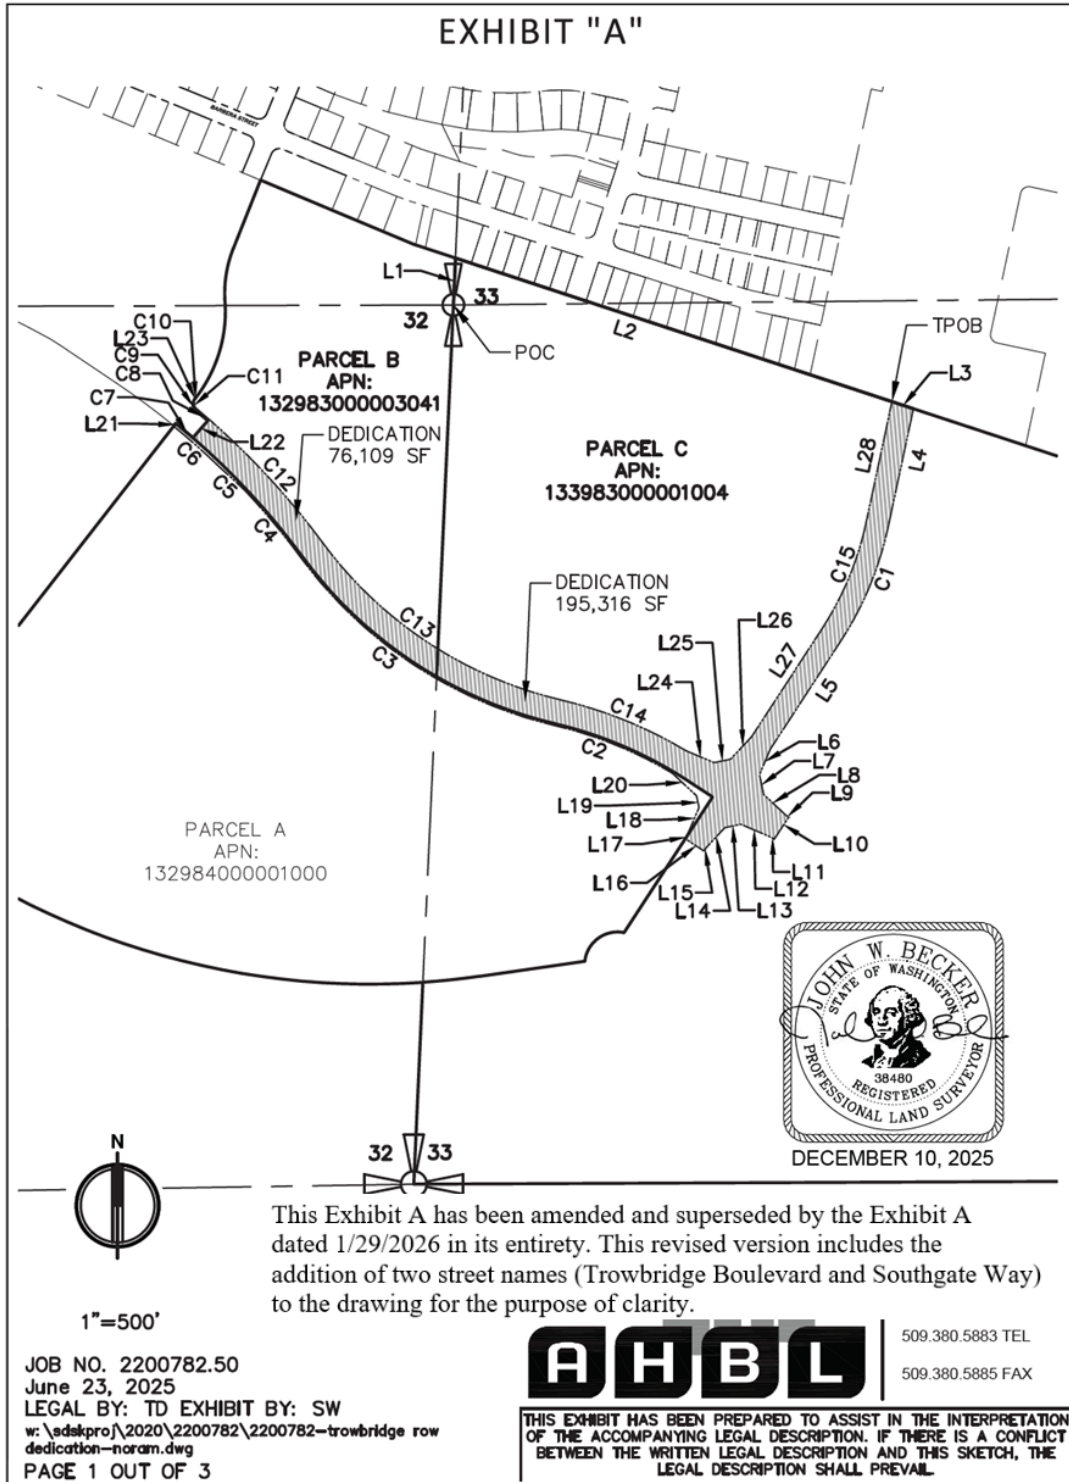 EXHIBIT "A"
BARBERA STREET
L1
33
32
POC
L2
TPOB
L3
C10
L23
C9
C8
C7
L21
C11
PARCEL B
APN:
132983000003041
L22
DEDICATION
76,109 SF
C6
C5
C4
C12
PARCEL C
APN:
133983000001004
L28
L4
C15
C1
DEDICATION
195,316 SF
C13
C3
L26
L25
L24
L27
L5
C14
C2
L6
L7
L8
L9
L10
L20
L19
L18
L17
L16
L15
L14
L13
L12
L11
PARCEL A
APN:
132984000001000
JOHN W. BECKER
STATE OF WASHINGTON
38480
REGISTERED
PROFESSIONAL LAND SURVEYOR
DECEMBER 10, 2025
32 33
N
This Exhibit A has been amended and superseded by the Exhibit A
dated 1/29/2026 in its entirety. This revised version includes the
addition of two street names (Trowbridge Boulevard and Southgate Way)
to the drawing for the purpose of clarity.
1"=500'
JOB NO. 2200782.50
June 23, 2025
LEGAL BY: TD EXHIBIT BY: SW
w:\sdskproj\2020\2200782\2200782-trowbridge row
dedication-noram.dwg
PAGE 1 OUT OF 3
AHBL
509.380.5883 TEL
509.380.5885 FAX
THIS EXHIBIT HAS BEEN PREPARED TO ASSIST IN THE INTERPRETATION
OF THE ACCOMPANYING LEGAL DESCRIPTION. IF THERE IS A CONFLICT
BETWEEN THE WRITTEN LEGAL DESCRIPTION AND THIS SKETCH, THE
LEGAL DESCRIPTION SHALL PREVAIL.